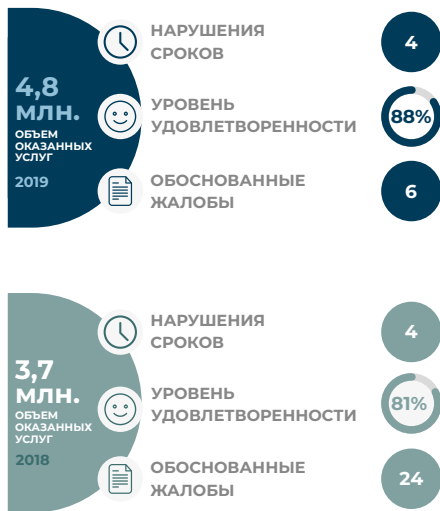 НАРУШЕНИЯ
СРОКОВ
4
4,8
МЛН.
ОБЪЕМ
ОКАЗАННЫХ
УСЛУГ
2019
УРОВЕНЬ
УДОВЛЕТВОРЕННОСТИ
88%
ОБОСНОВАННЫЕ
ЖАЛОБЫ
6
НАРУШЕНИЯ
СРОКОВ
4
3,7
МЛН.
ОБЪЕМ
ОКАЗАННЫХ
УСЛУГ
2018
УРОВЕНЬ
УДОВЛЕТВОРЕННОСТИ
81%
ОБОСНОВАННЫЕ
ЖАЛОБЫ
24